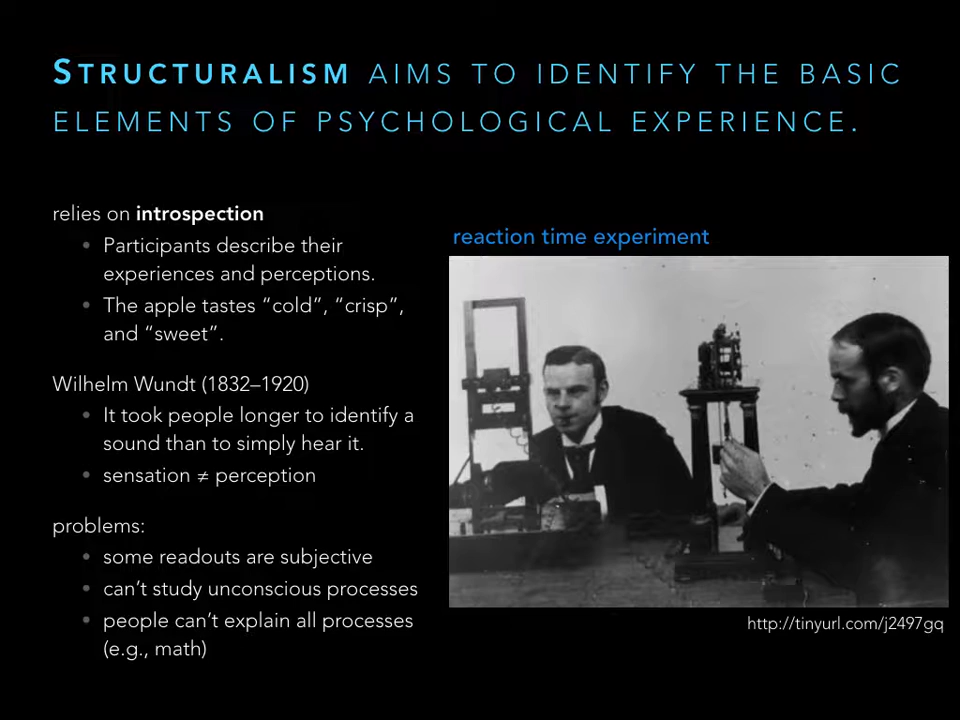 STRUCTURALISM AIMS TO IDENTIFY THE BASIC
ELEMENTS OF PSYCHOLOGICAL EXPERIENCE.
relies on introspection
• Participants describe their
experiences and perceptions.
• The apple tastes “cold”, “crisp”,
and “sweet”.
Wilhelm Wundt (1832–1920)
• It took people longer to identify a
sound than to simply hear it.
• sensation ≠ perception
problems:
• some readouts are subjective
• can’t study unconscious processes
• people can’t explain all processes
(e.g., math)
reaction time experiment
http://tinyurl.com/j2497gq